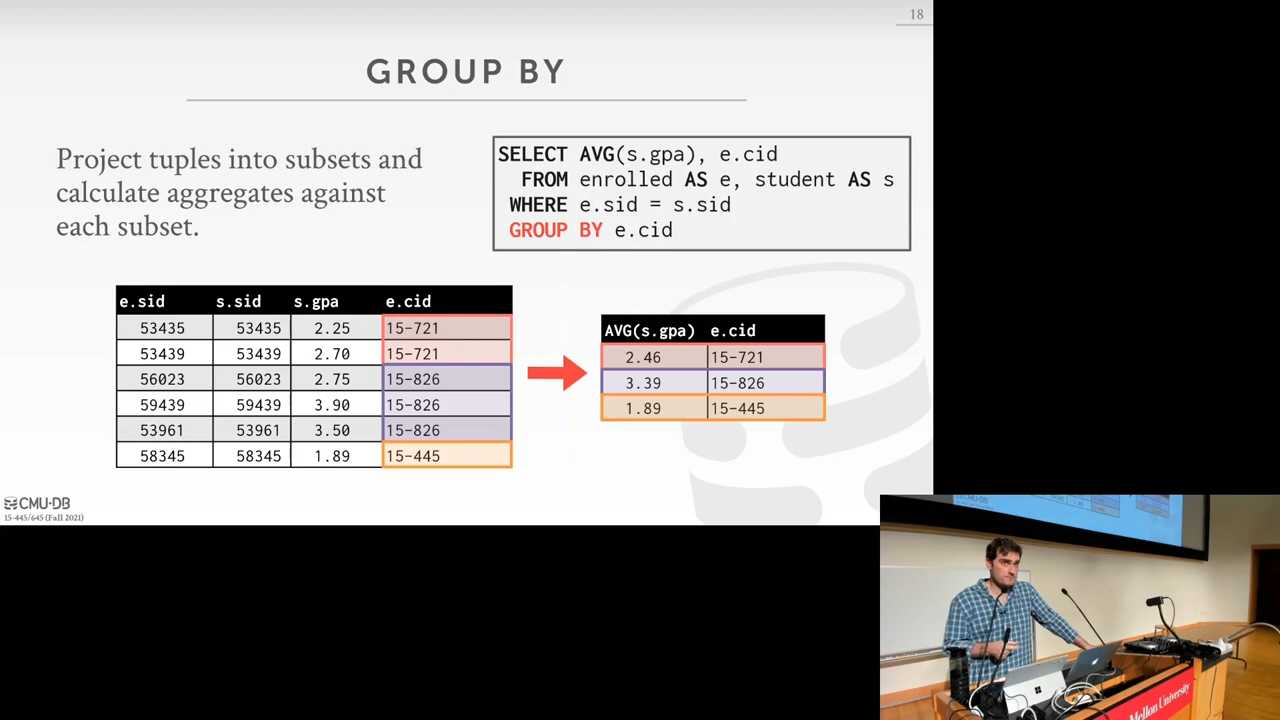 18
GROUP BY
Project tuples into subsets and
calculate aggregates against
each subset.
SELECT AVG(s.gpa), e.cid
FROM enrolled AS e, student AS s
WHERE e.sid = s.sid
GROUP BY e.cid
e.sid s.sid s.gpa e.cid
53435 53435 2.25 15-721
53439 53439 2.70 15-721
56023 56023 2.75 15-826
59439 59439 3.90 15-826
53961 53961 3.50 15-826
58345 58345 1.89 15-445
AVG(s.gpa) e.cid
2.46 15-721
3.39 15-826
1.89 15-445
CMU·DB
15-445/645 (Fall 2021)
Mellon University